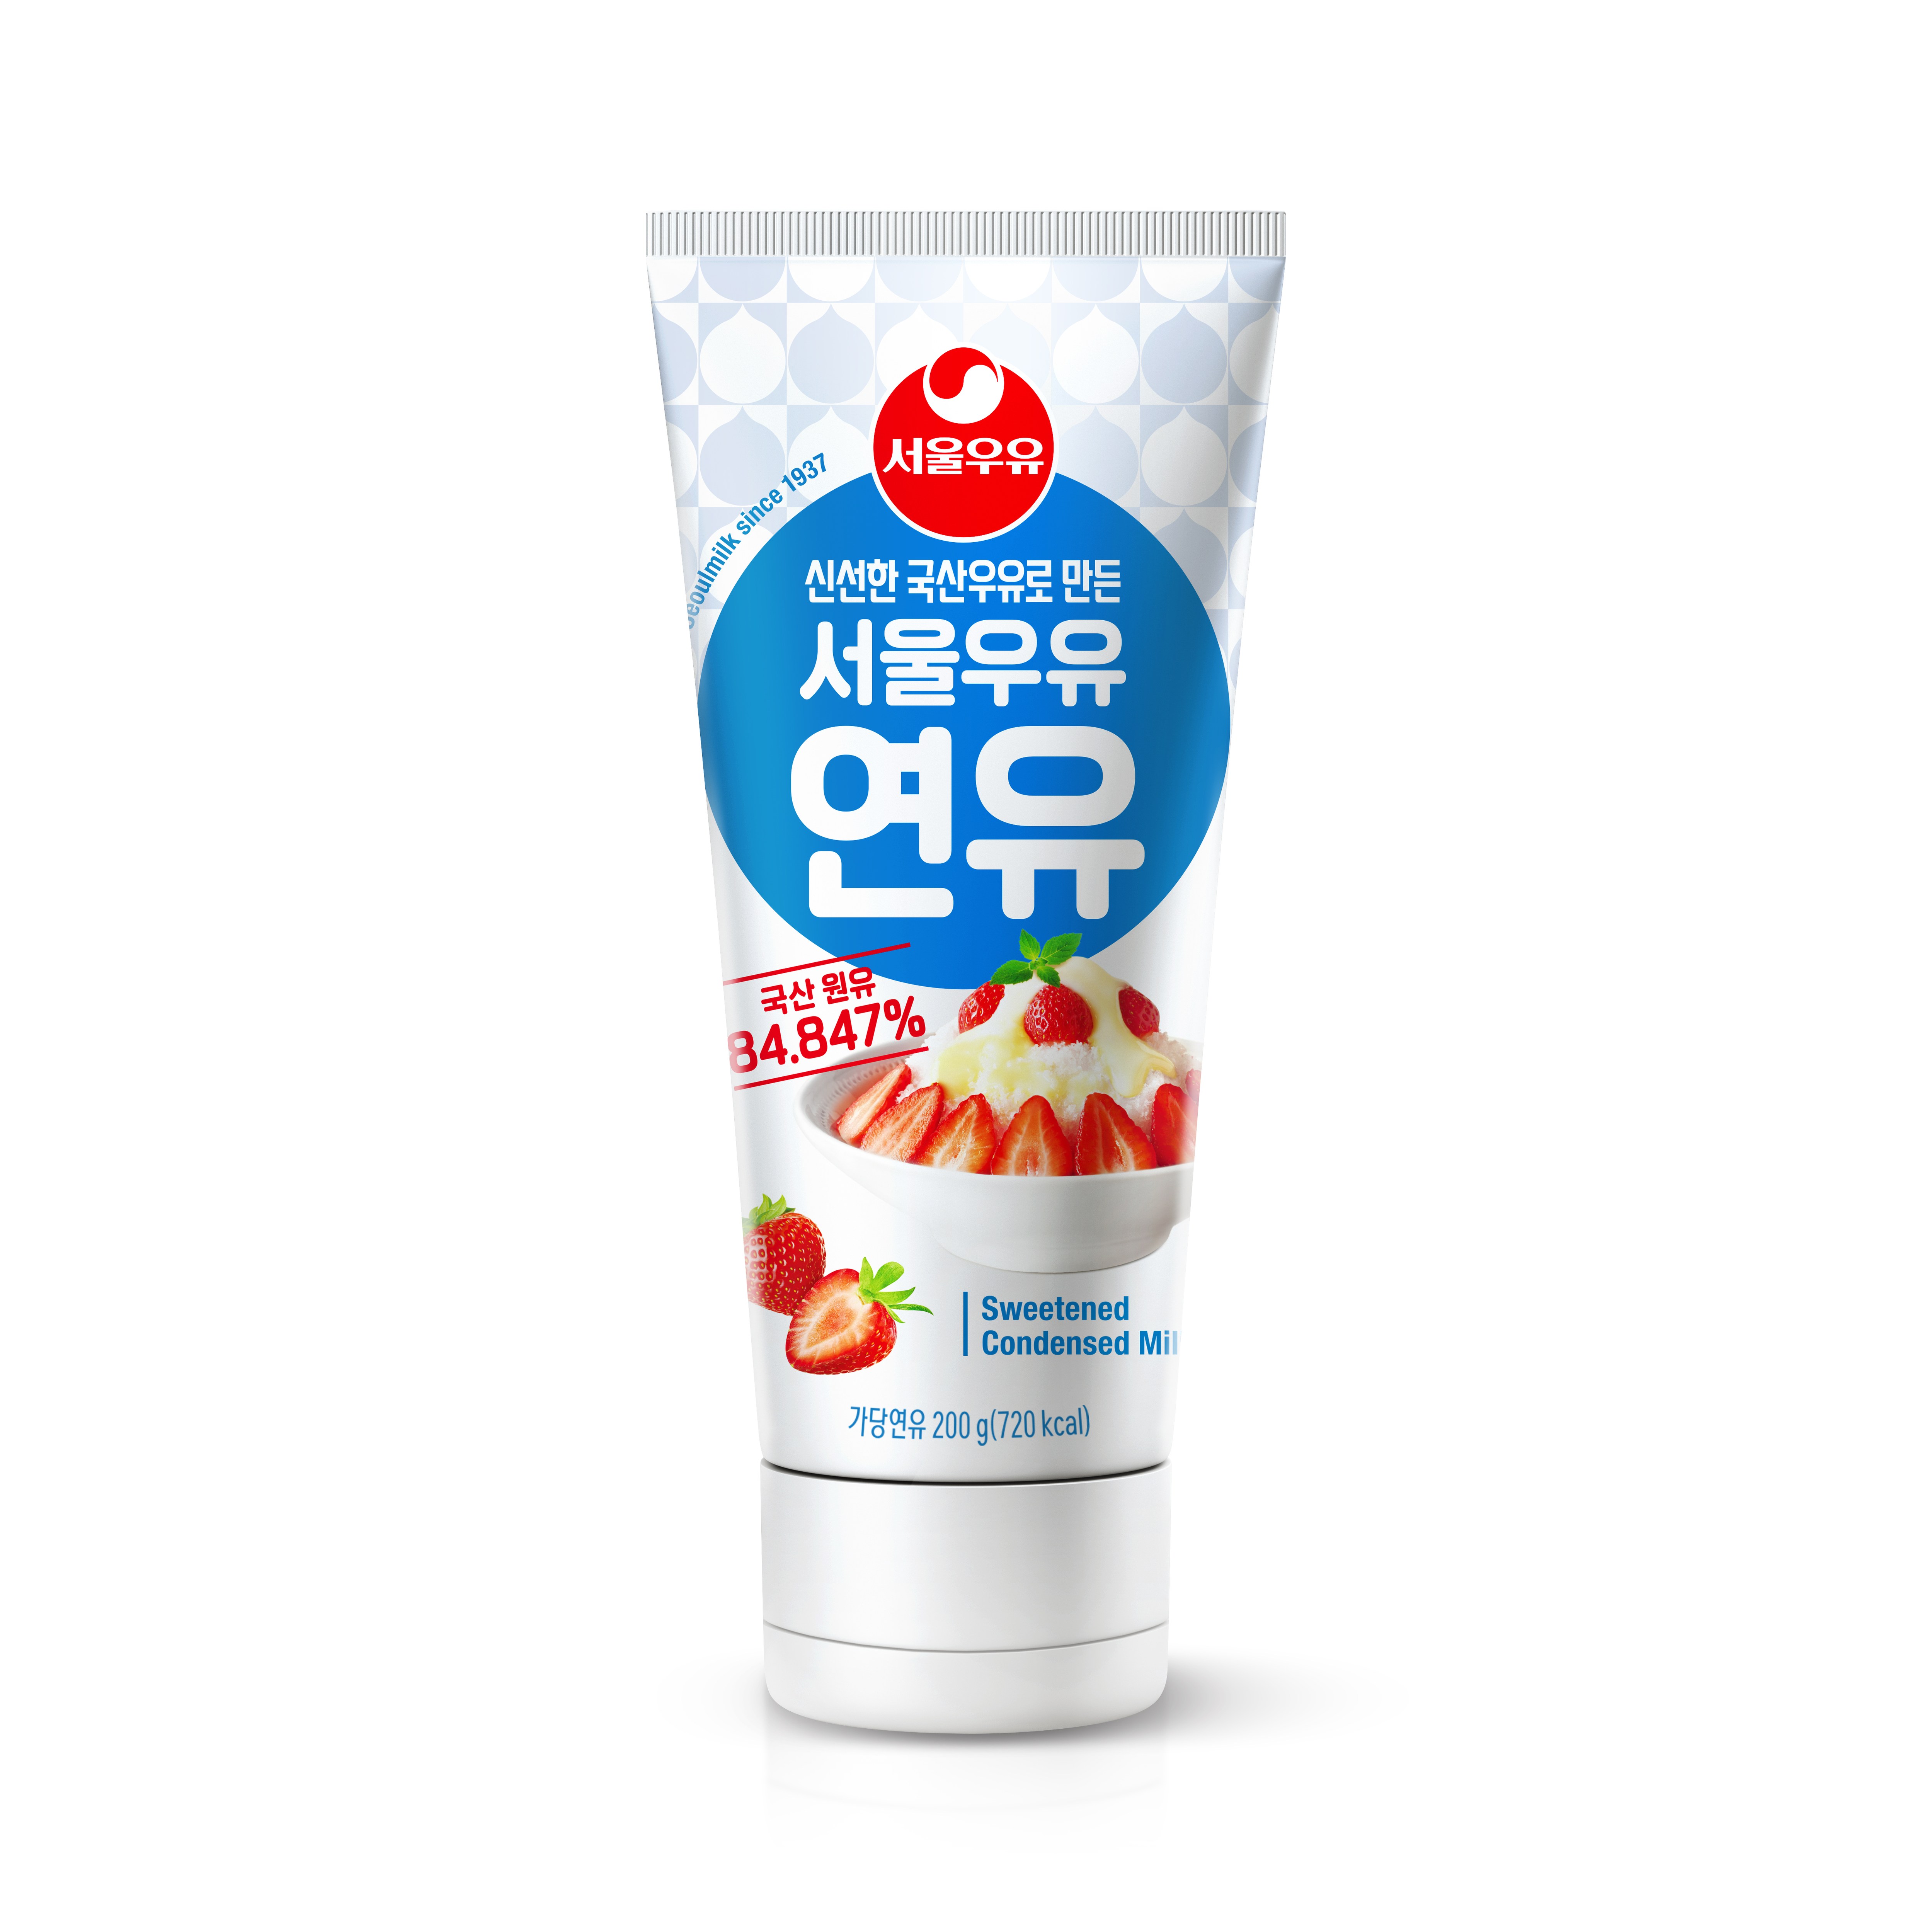 서울우유
seoulmilk since 1937
신선한 국산우유로 만든
서울우유
연유
국산 원유
84.847%
Sweetened
Condensed Mil
가당연유 200 g(720 kcal)